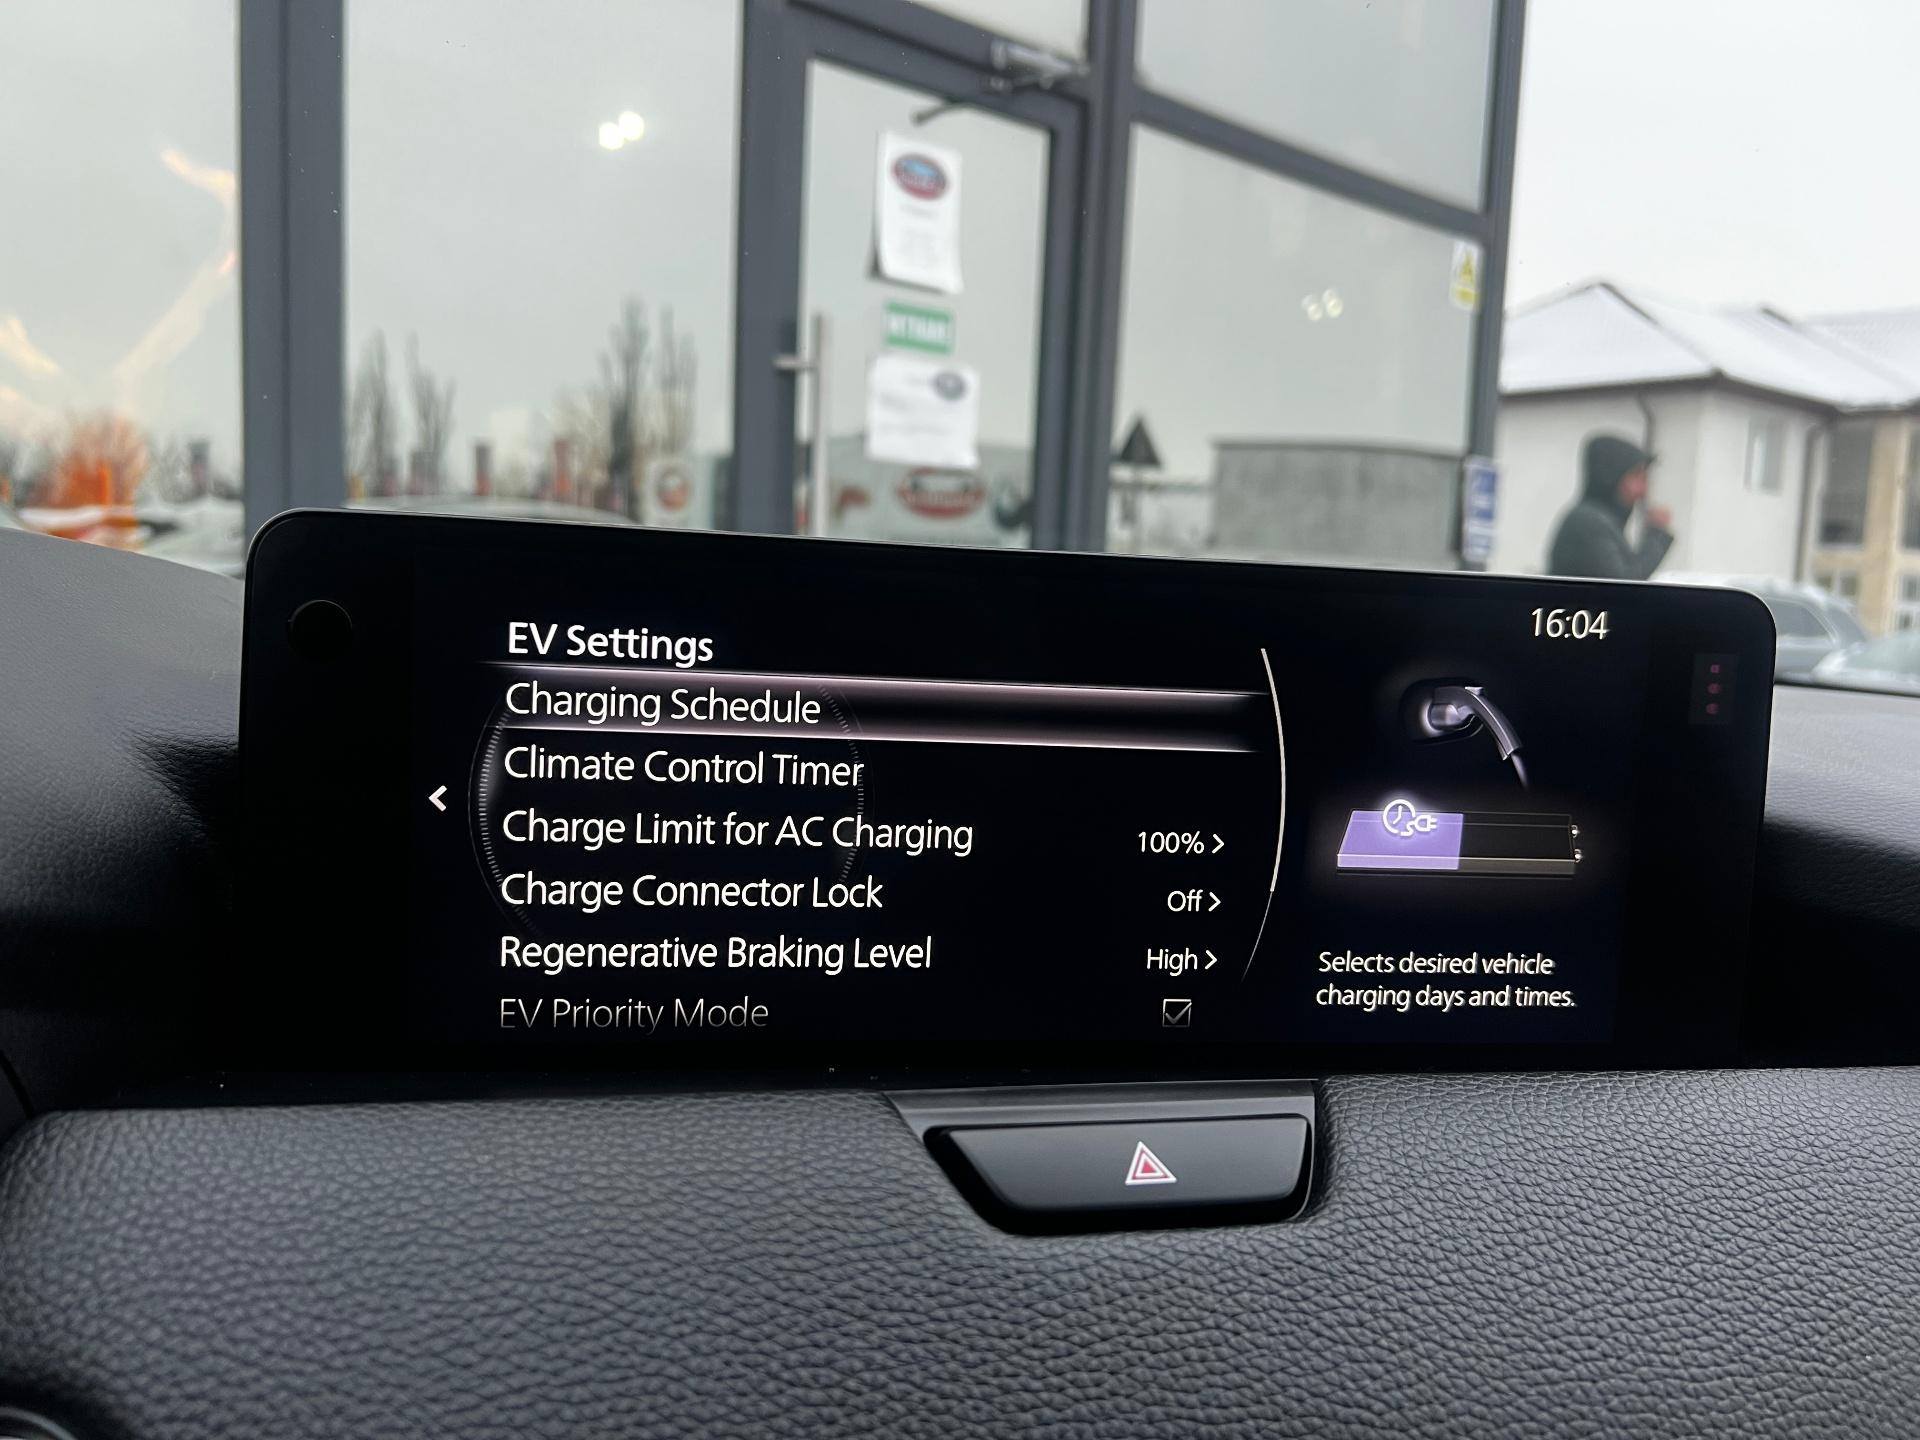 16:04
EV Settings
Charging Schedule
Climate Control Timer
Charge Limit for AC Charging 100% >
Charge Connector Lock Off >
Regenerative Braking Level High >
EV Priority Mode
Selects desired vehicle
charging days and times.